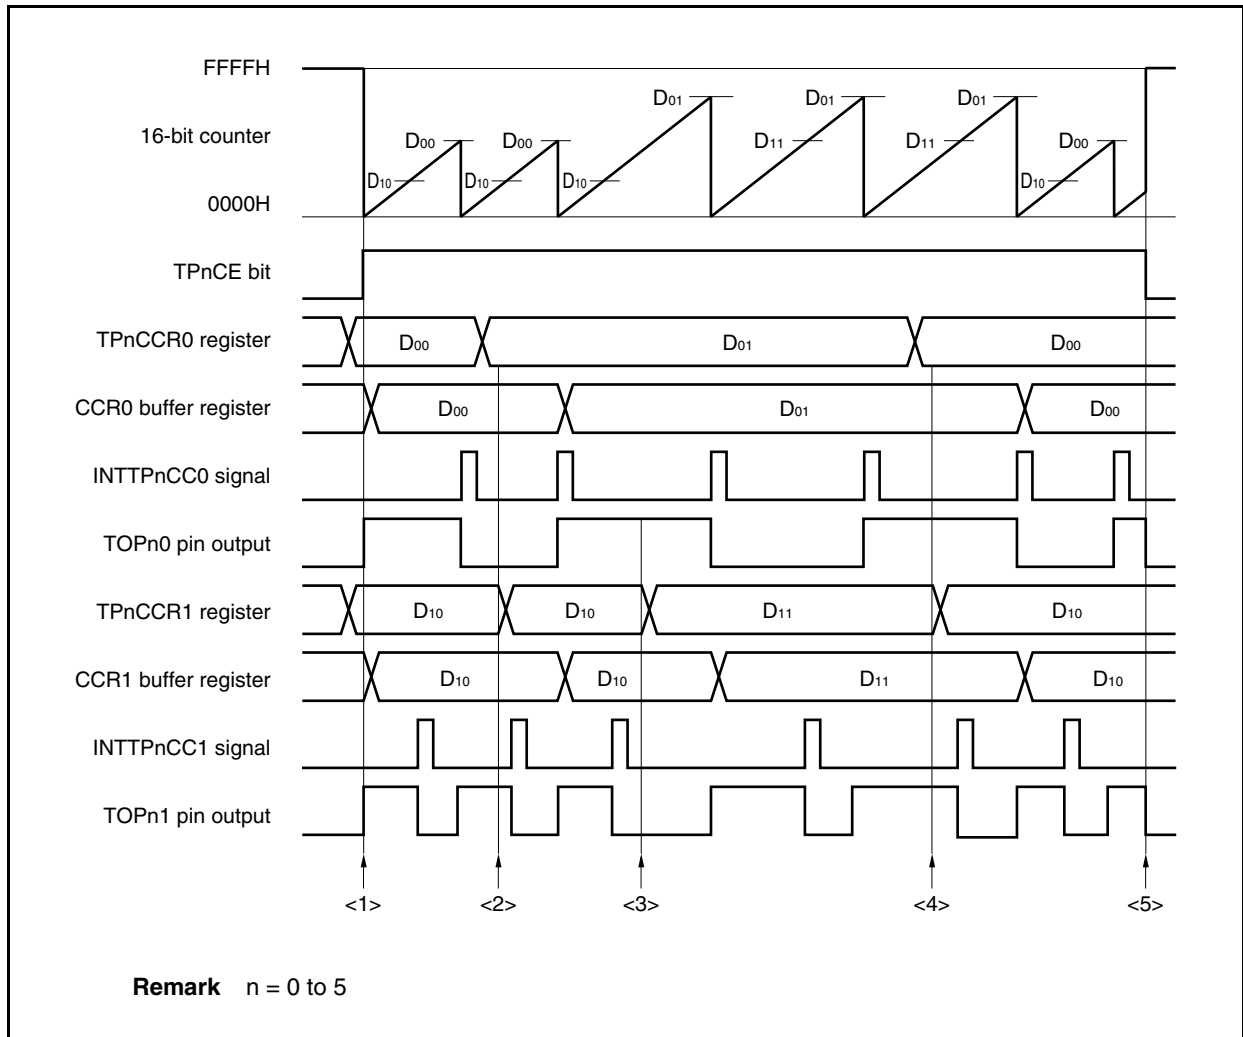 FFFFH
16-bit counter
0000H
D10 D00 D10 D00 D10 D01 D11 D01 D11 D01 D10 D00
TPnCE bit
TPnCCR0 register D00 D01 D00
CCR0 buffer register D00 D01 D00
INTTPnCC0 signal
TOPn0 pin output
TPnCCR1 register D10 D10 D11 D10
CCR1 buffer register D10 D10 D11 D10
INTTPnCC1 signal
TOPn1 pin output
<1> <2> <3> <4> <5>
Remark n = 0 to 5